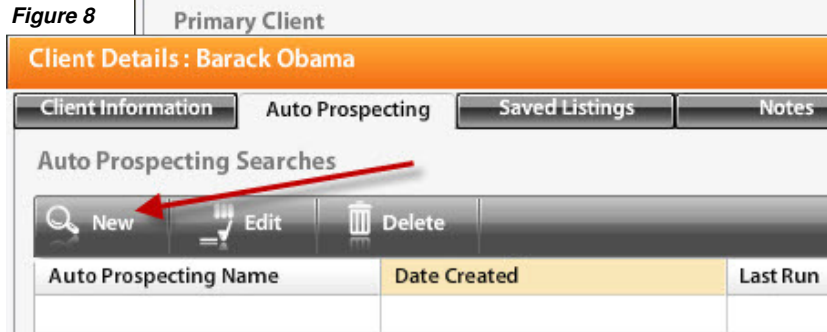 Figure 8
Primary Client
Client Details : Barack Obama
Client Information Auto Prospecting Saved Listings Notes
Auto Prospecting Searches
New Edit Delete
Auto Prospecting Name Date Created Last Run